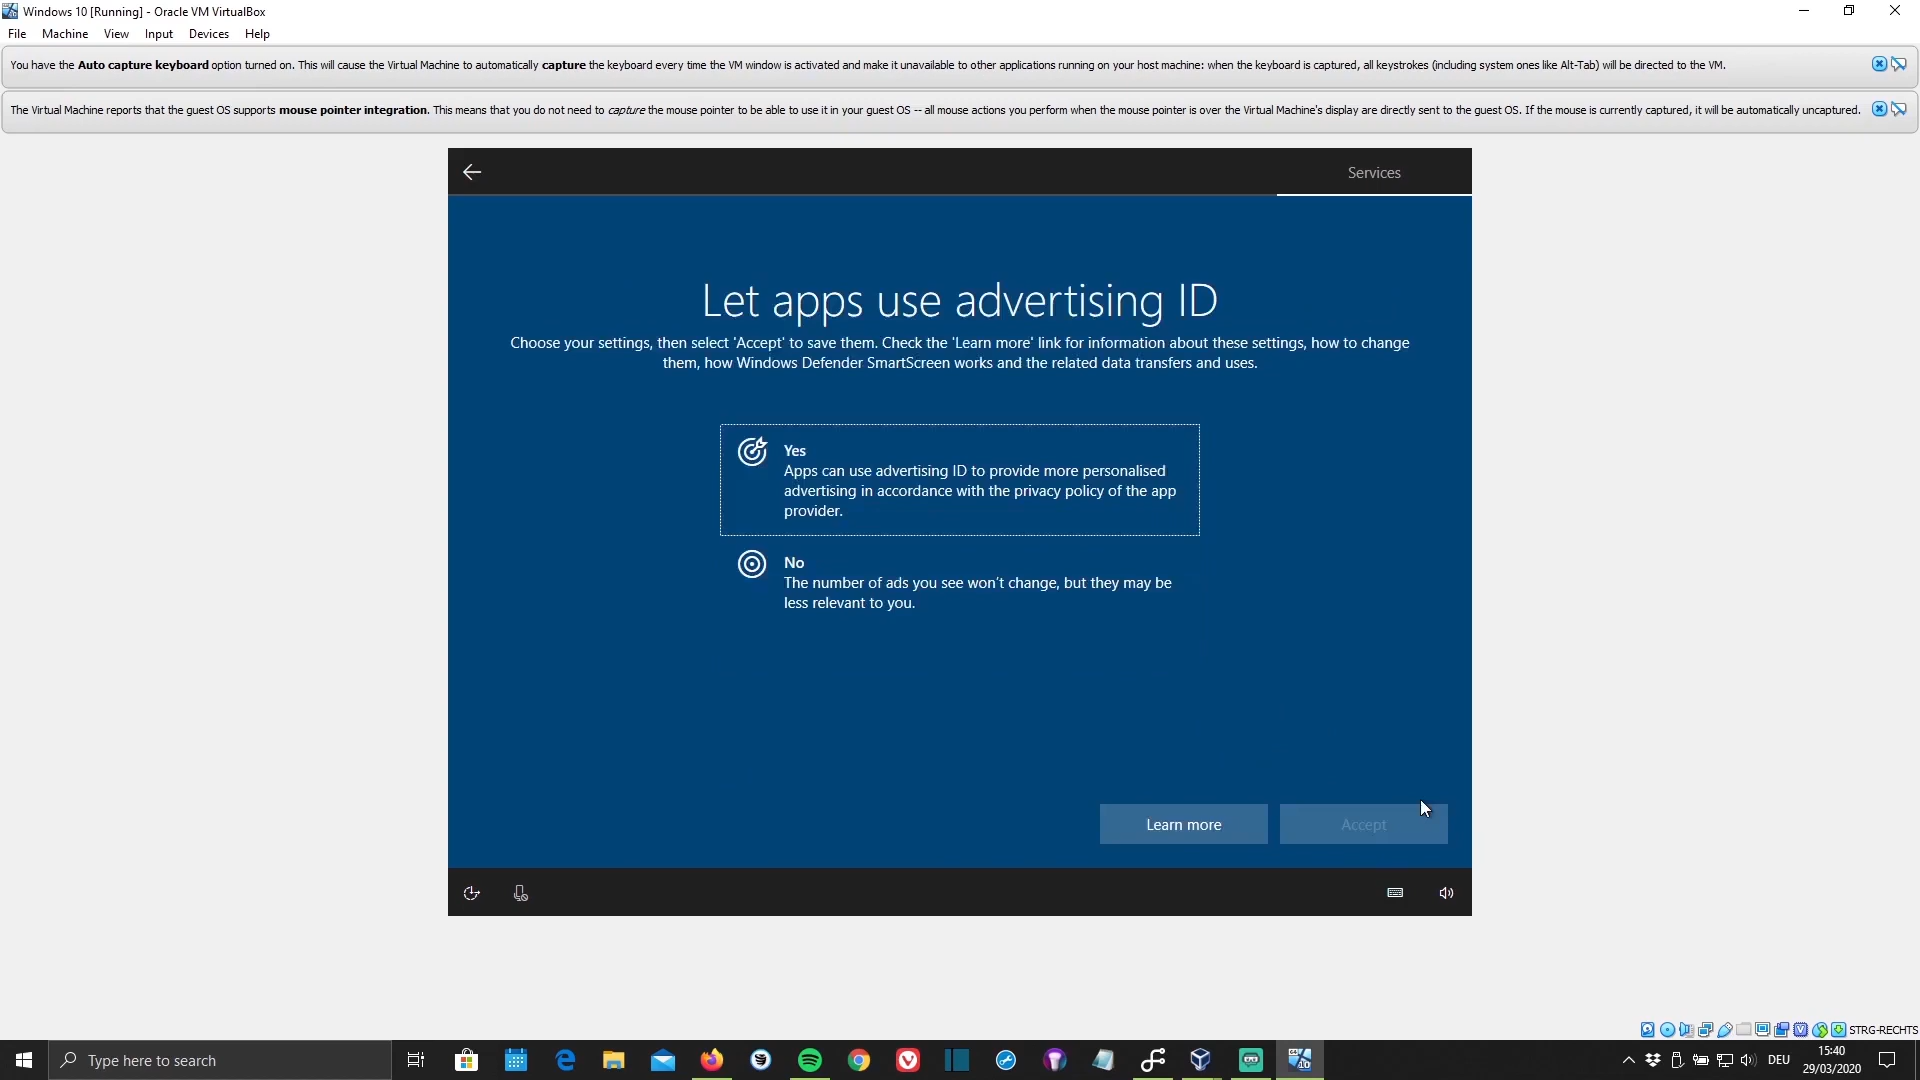 Windows 10 [Running] - Oracle VM VirtualBox
File Machine View Input Devices Help
You have the Auto capture keyboard option turned on. This will cause the Virtual Machine to automatically capture the keyboard every time the VM window is activated and make it unavailable to other applications running on your host machine: when the keyboard is captured, all keystrokes (including system ones like Alt-Tab) will be directed to the VM.
The Virtual Machine reports that the guest OS supports mouse pointer integration. This means that you do not need to capture the mouse pointer to be able to use it in your guest OS -- all mouse actions you perform when the mouse pointer is over the Virtual Machine's display are directly sent to the guest OS. If the mouse is currently captured, it will be automatically uncaptured.
Services
Let apps use advertising ID
Choose your settings, then select 'Accept' to save them. Check the 'Learn more' link for information about these settings, how to change
them, how Windows Defender SmartScreen works and the related data transfers and uses.
Yes
Apps can use advertising ID to provide more personalised
advertising in accordance with the privacy policy of the app
provider.
No
The number of ads you see won't change, but they may be
less relevant to you.
Learn more
Accept
STRG-RECHTS
Type here to search
DEU
15:40
29/03/2020